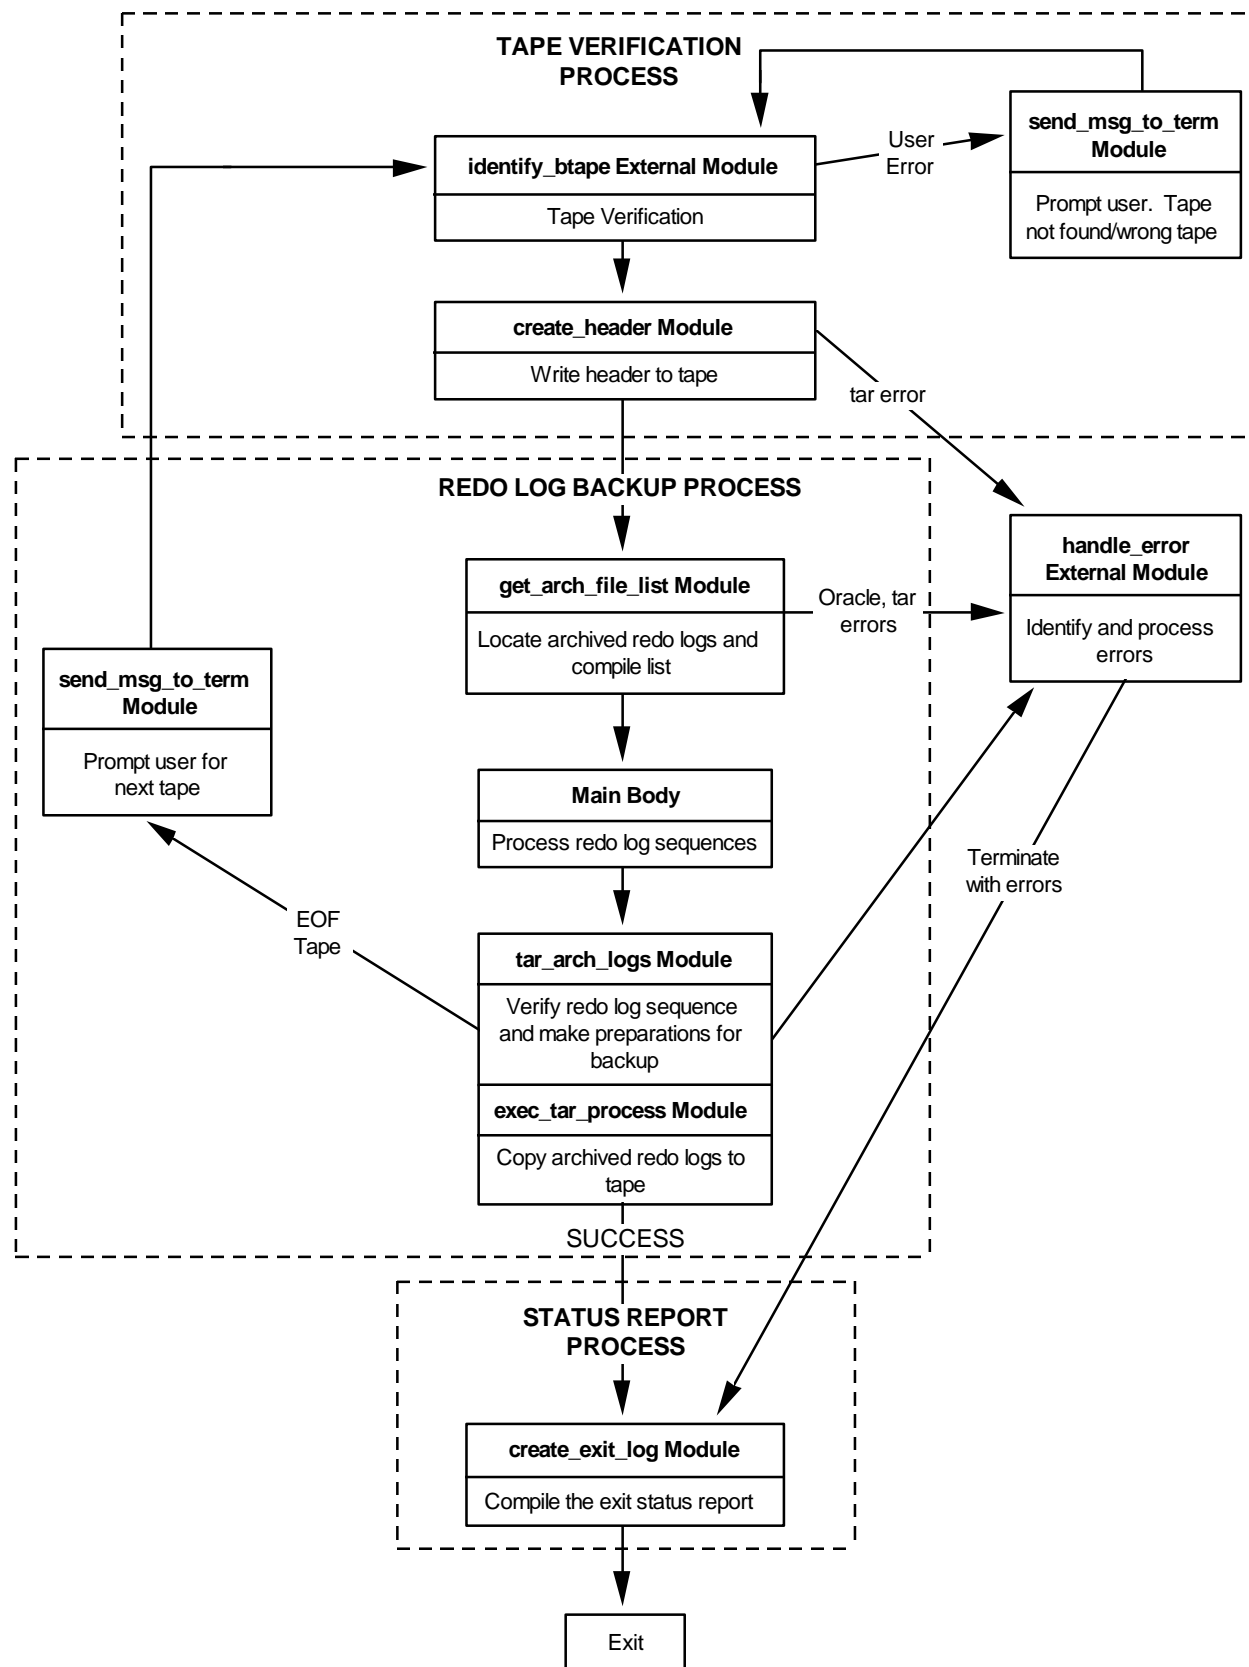 TAPE VERIFICATION
PROCESS
send_msg_to_term
Module
Prompt user.  Tape
not found/wrong tape
User
Error
identify_btape External Module
Tape Verification
create_header Module
Write header to tape
tar error
REDO LOG BACKUP PROCESS
handle_error
External Module
Identify and process
errors
get_arch_file_list Module
Locate archived redo logs and
compile list
Oracle, tar
errors
send_msg_to_term
Module
Prompt user for
next tape
Main Body
Process redo log sequences
Terminate
with errors
EOF
Tape
tar_arch_logs Module
Verify redo log sequence
and make preparations for
backup
exec_tar_process Module
Copy archived redo logs to
tape
SUCCESS
STATUS REPORT
PROCESS
create_exit_log Module
Compile the exit status report
Exit